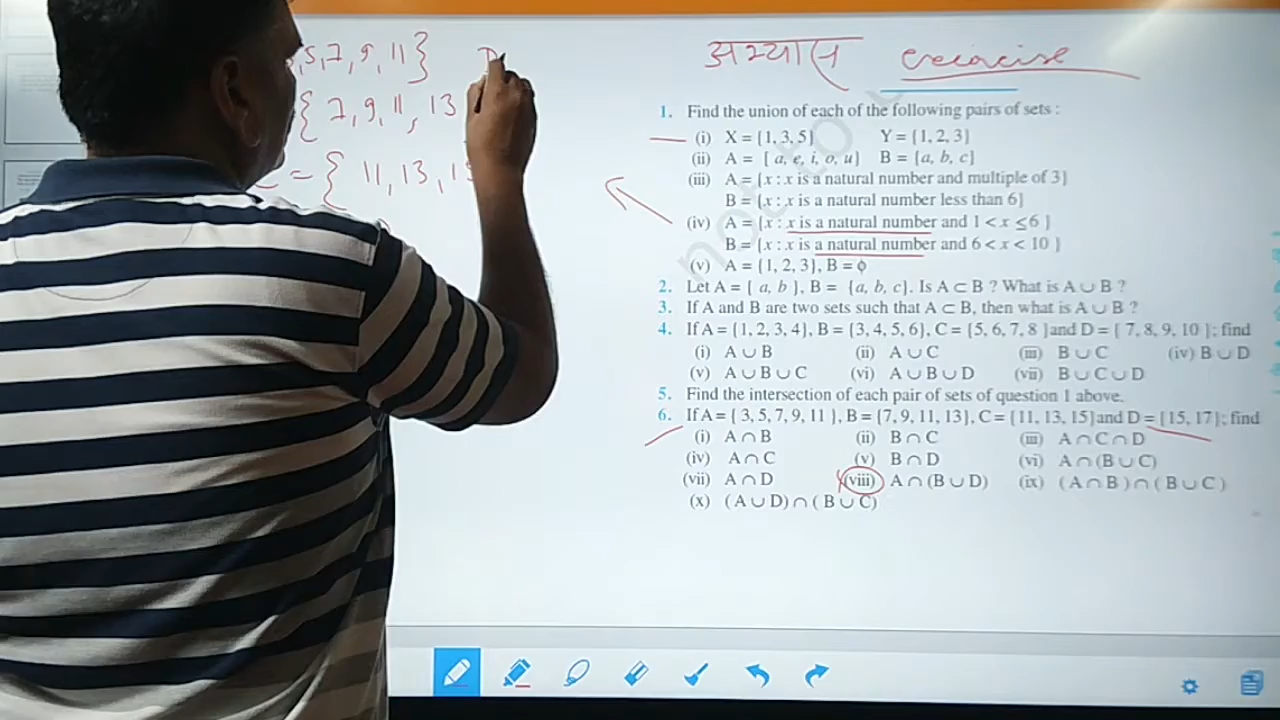 5, 7, 9, 11}
{ 7, 9, 11, 13
C = { 11, 13, 15
अभ्यास exercise
1. Find the union of each of the following pairs of sets :
(i) X = {1, 3, 5} Y = {1, 2, 3}
(ii) A = { a, e, i, o, u} B = {a, b, c}
(iii) A = {x : x is a natural number and multiple of 3}
B = {x : x is a natural number less than 6}
(iv) A = {x : x is a natural number and 1 < x ≤6 }
B = {x : x is a natural number and 6 < x < 10 }
(v) A = {1, 2, 3}, B = ϕ
2. Let A = { a, b }, B = {a, b, c}. Is A ⊂ B ? What is A ∪ B ?
3. If A and B are two sets such that A ⊂ B, then what is A ∪ B ?
4. If A = {1, 2, 3, 4}, B = {3, 4, 5, 6}, C = {5, 6, 7, 8 }and D = { 7, 8, 9, 10 }; find
(i) A ∪ B (ii) A ∪ C (iii) B ∪ C (iv) B ∪ D
(v) A ∪ B ∪ C (vi) A ∪ B ∪ D (vii) B ∪ C ∪ D
5. Find the intersection of each pair of sets of question 1 above.
6. If A = { 3, 5, 7, 9, 11 }, B = {7, 9, 11, 13}, C = {11, 13, 15}and D = {15, 17}; find
(i) A ∩ B (ii) B ∩ C (iii) A ∩ C ∩ D
(iv) A ∩ C (v) B ∩ D (vi) A ∩ (B ∪ C)
(vii) A ∩ D (viii) A ∩ (B ∪ D) (ix) ( A ∩ B ) ∩ ( B ∪ C )
(x) ( A ∪ D) ∩ ( B ∪ C)
not to